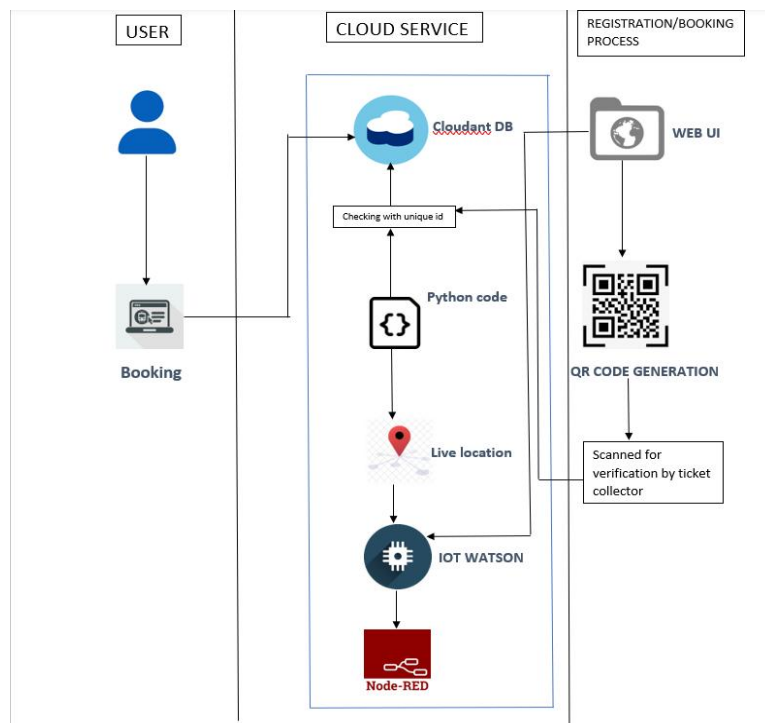 USER
CLOUD SERVICE
REGISTRATION/BOOKING
PROCESS
Cloudant DB
WEB UI
Checking with unique id
Python code
Booking
QR CODE GENERATION
Live location
Scanned for
verification by ticket
collector
IOT WATSON
Node-RED